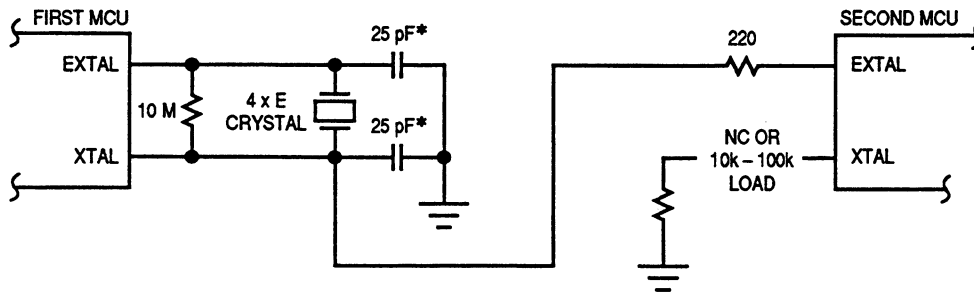 FIRST MCU
EXTAL
XTAL
10 M
4 x E
CRYSTAL
25 pF*
25 pF*
220
SECOND MCU
EXTAL
XTAL
NC OR
10k – 100k
LOAD